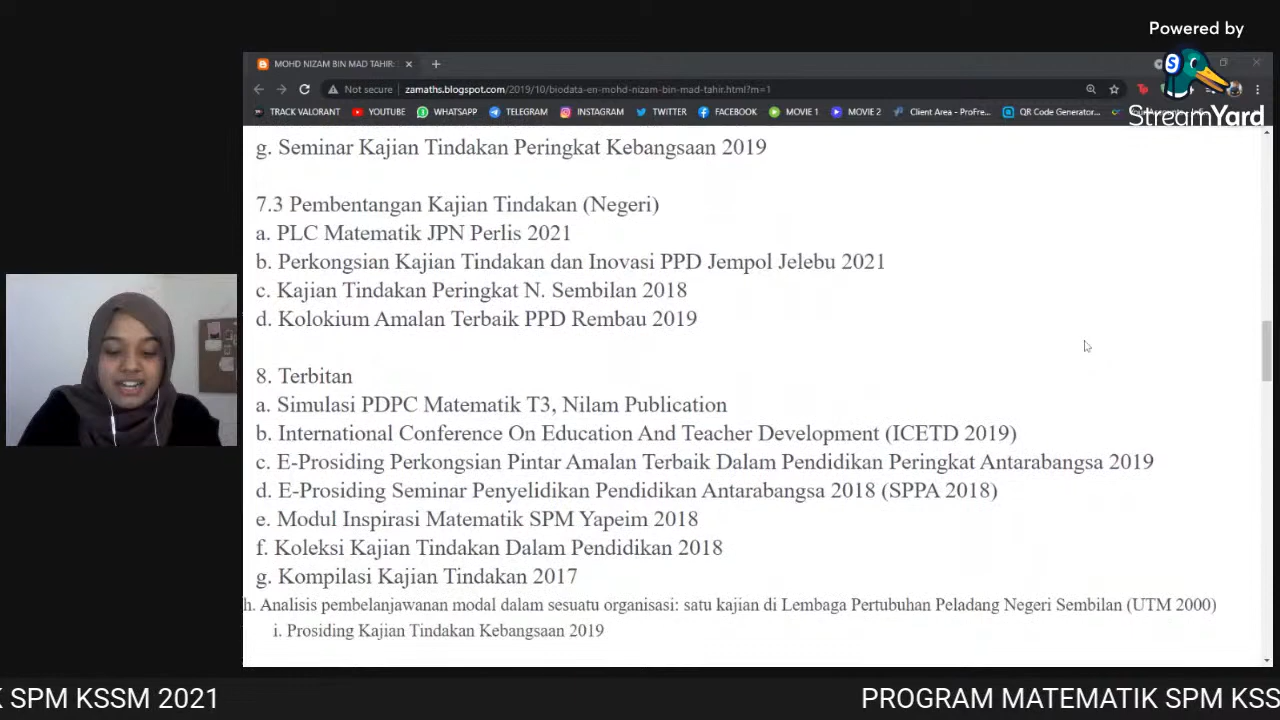 Powered by
StreamYard
MOHD NIZAM BIN MAD TAHIR:
Not secure
zamaths.blogspot.com/2019/10/biodata-en-mohd-nizam-bin-mad-tahir.html?m=1
TRACK VALORANT YOUTUBE WHATSAPP TELEGRAM INSTAGRAM TWITTER FACEBOOK MOVIE 1 MOVIE 2 Client Area - ProFre... QR Code Generator...
g. Seminar Kajian Tindakan Peringkat Kebangsaan 2019
7.3 Pembentangan Kajian Tindakan (Negeri)
a. PLC Matematik JPN Perlis 2021
b. Perkongsian Kajian Tindakan dan Inovasi PPD Jempol Jelebu 2021
c. Kajian Tindakan Peringkat N. Sembilan 2018
d. Kolokium Amalan Terbaik PPD Rembau 2019
8. Terbitan
a. Simulasi PDPC Matematik T3, Nilam Publication
b. International Conference On Education And Teacher Development (ICETD 2019)
c. E-Prosiding Perkongsian Pintar Amalan Terbaik Dalam Pendidikan Peringkat Antarabangsa 2019
d. E-Prosiding Seminar Penyelidikan Pendidikan Antarabangsa 2018 (SPPA 2018)
e. Modul Inspirasi Matematik SPM Yapeim 2018
f. Koleksi Kajian Tindakan Dalam Pendidikan 2018
g. Kompilasi Kajian Tindakan 2017
h. Analisis pembelanjawanan modal dalam sesuatu organisasi: satu kajian di Lembaga Pertubuhan Peladang Negeri Sembilan (UTM 2000)
i. Prosiding Kajian Tindakan Kebangsaan 2019
K SPM KSSM 2021 PROGRAM MATEMATIK SPM KSS